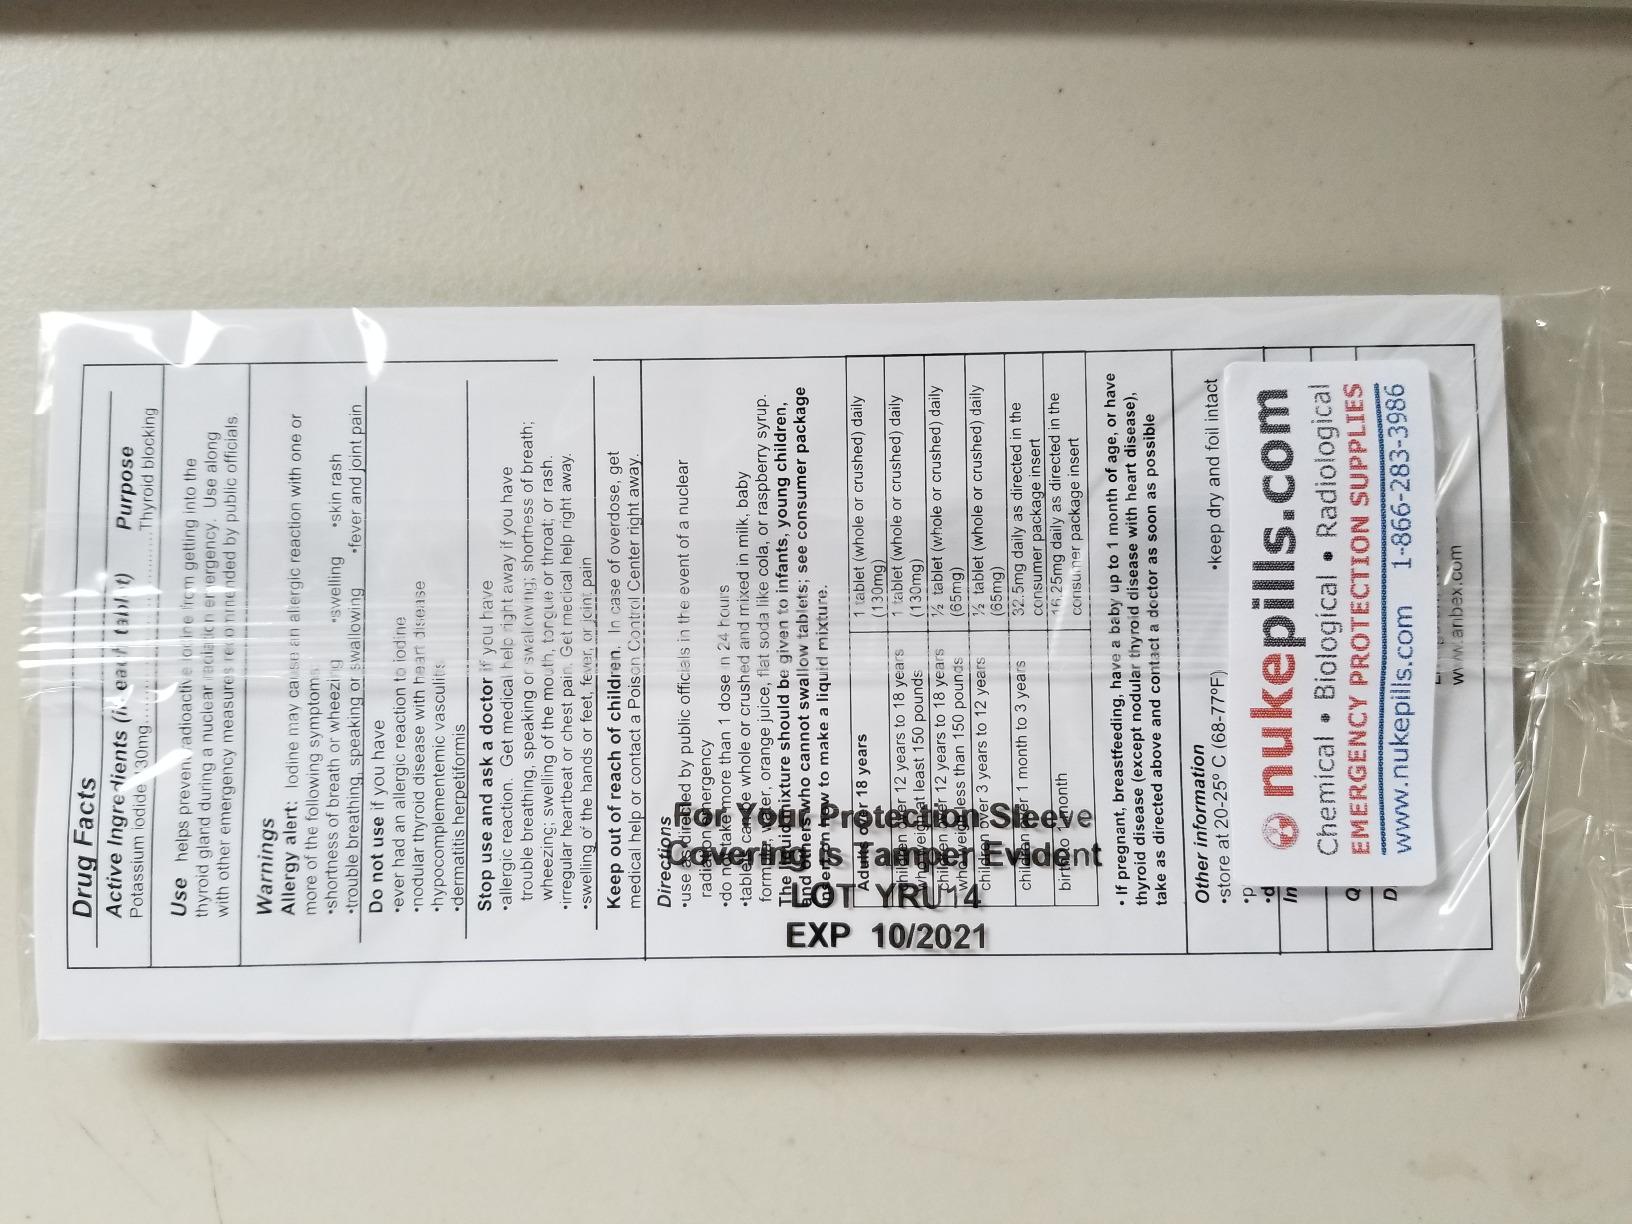 Drug Facts
Active Ingredients (in each tablet) Purpose
Potassium iodide 130mg..........Thyroid blocking
Use helps prevent radioactive iodine from getting into the
thyroid gland during a nuclear radiation emergency. Use along
with other emergency measures recommended by public officials.
Warnings
Allergy alert: Iodine may cause an allergic reaction with one or
more of the following symptoms
•shortness of breath or wheezing •swelling •skin rash
•trouble breathing, speaking or swallowing •fever and joint pain
Do not use if you have
•ever had an allergic reaction to iodine
•nodular thyroid disease with heart disease
•hypocomplementemic vasculitis
•dermatitis herpetiformis
Stop use and ask a doctor if you have
•allergic reaction. Get medical help right away if you have
trouble breathing, speaking or swallowing; shortness of breath;
wheezing; swelling of the mouth, tongue or throat; or rash.
•irregular heartbeat or chest pain. Get medical help right away.
•swelling of the hands or feet, fever, or joint pain
Keep out of reach of children. In case of overdose, get
medical help or contact a Poison Control Center right away.
Directions
•use as directed by public officials in the event of a nuclear
radiation emergency
•do not take more than 1 dose in 24 hours
•tablet can be whole or crushed and mixed in milk, baby
formula, water, orange juice, flat soda like cola, or raspberry syrup.
The liquid mixture should be given to infants, young children,
and others who cannot swallow tablets; see consumer package
insert on how to make a liquid mixture.
Adults over 18 years 1 tablet (whole or crushed) daily
(130mg)
children over 12 years to 18 years 1 tablet (whole or crushed) daily
who weigh at least 150 pounds (130mg)
children over 12 years to 18 years ½ tablet (whole or crushed) daily
who weigh less than 150 pounds (65mg)
children over 3 years to 12 years ½ tablet (whole or crushed) daily
(65mg)
children over 1 month to 3 years 32.5mg daily as directed in the
consumer package insert
birth to 1 month 16.25mg daily as directed in the
consumer package insert
• If pregnant, breastfeeding, have a baby up to 1 month of age, or have
thyroid disease (except nodular thyroid disease with heart disease),
take as directed above and contact a doctor as soon as possible
Other information
•store at 20-25° C (68-77°F) •keep dry and foil intact
nukepills.com
Chemical • Biological • Radiological
EMERGENCY PROTECTION SUPPLIES
www.nukepills.com 1-866-283-3986
www.anbex.com
For Your Protection Sleeve
Covering Is Tamper Evident
LOT
EXP 10/2021